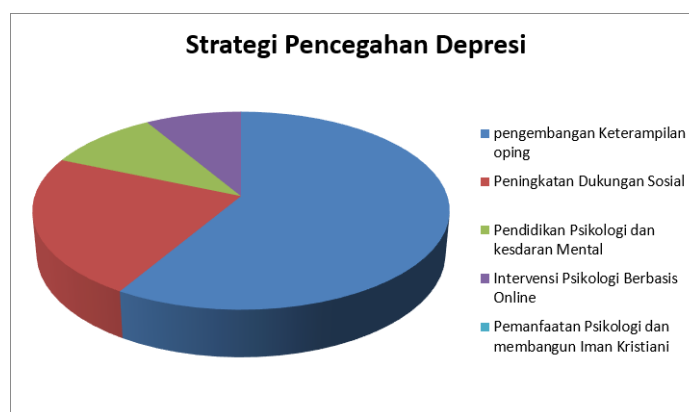 Strategi Pencegahan Depresi
pengembangan Keterampilan
oping
Peningkatan Dukungan Sosial
Pendidikan Psikologi dan
kesdaran Mental
Intervensi Psikologi Berbasis
Online
Pemanfaatan Psikologi dan
membangun Iman Kristiani